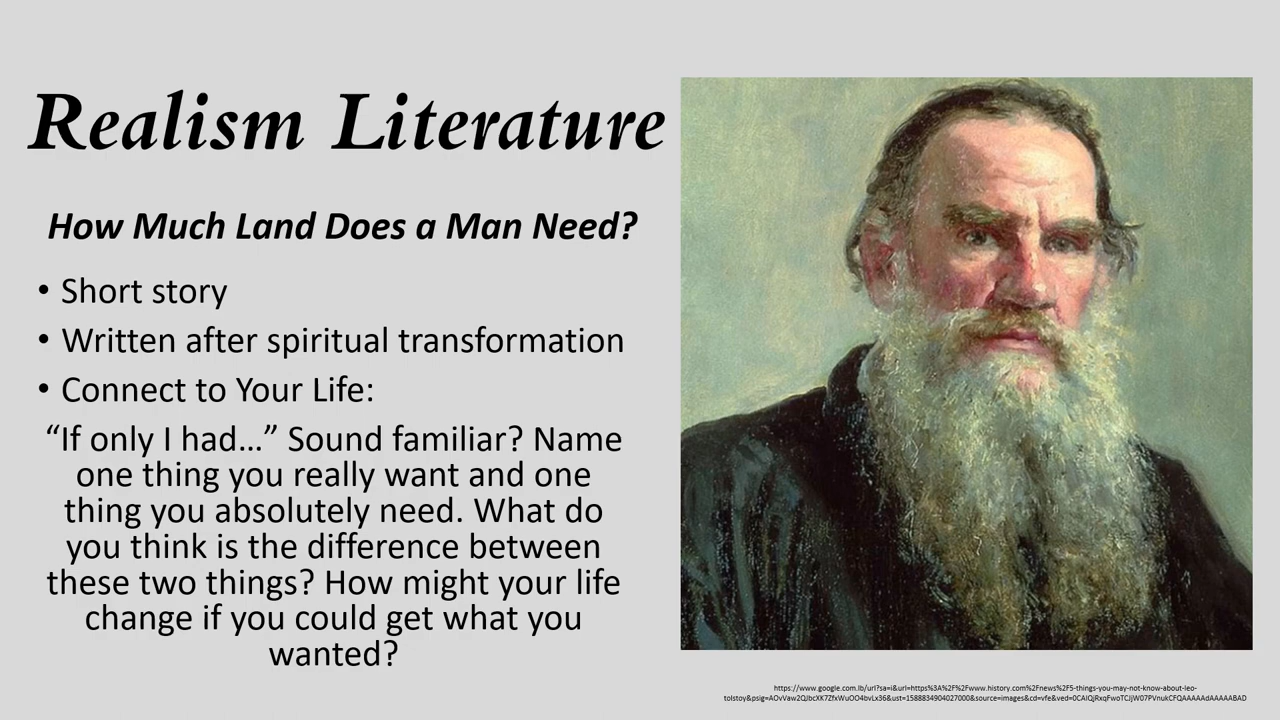 Realism Literature
How Much Land Does a Man Need?
• Short story
• Written after spiritual transformation
• Connect to Your Life:
“If only I had…” Sound familiar? Name
one thing you really want and one
thing you absolutely need. What do
you think is the difference between
these two things? How might your life
change if you could get what you
wanted?
https://www.google.com.lb/url?sa=i&url=https%3A%2F%2Fwww.history.com%2Fnews%2F5-things-you-may-not-know-about-leo-
tolstoy&psig=AOvVaw2QJbcXK7ZfxWuOO4bvLx36&ust=1588834904027000&source=images&cd=vfe&ved=0CAIQjRxqFwoTCJjW07PVnukCFQAAAAAdAAAAABAD